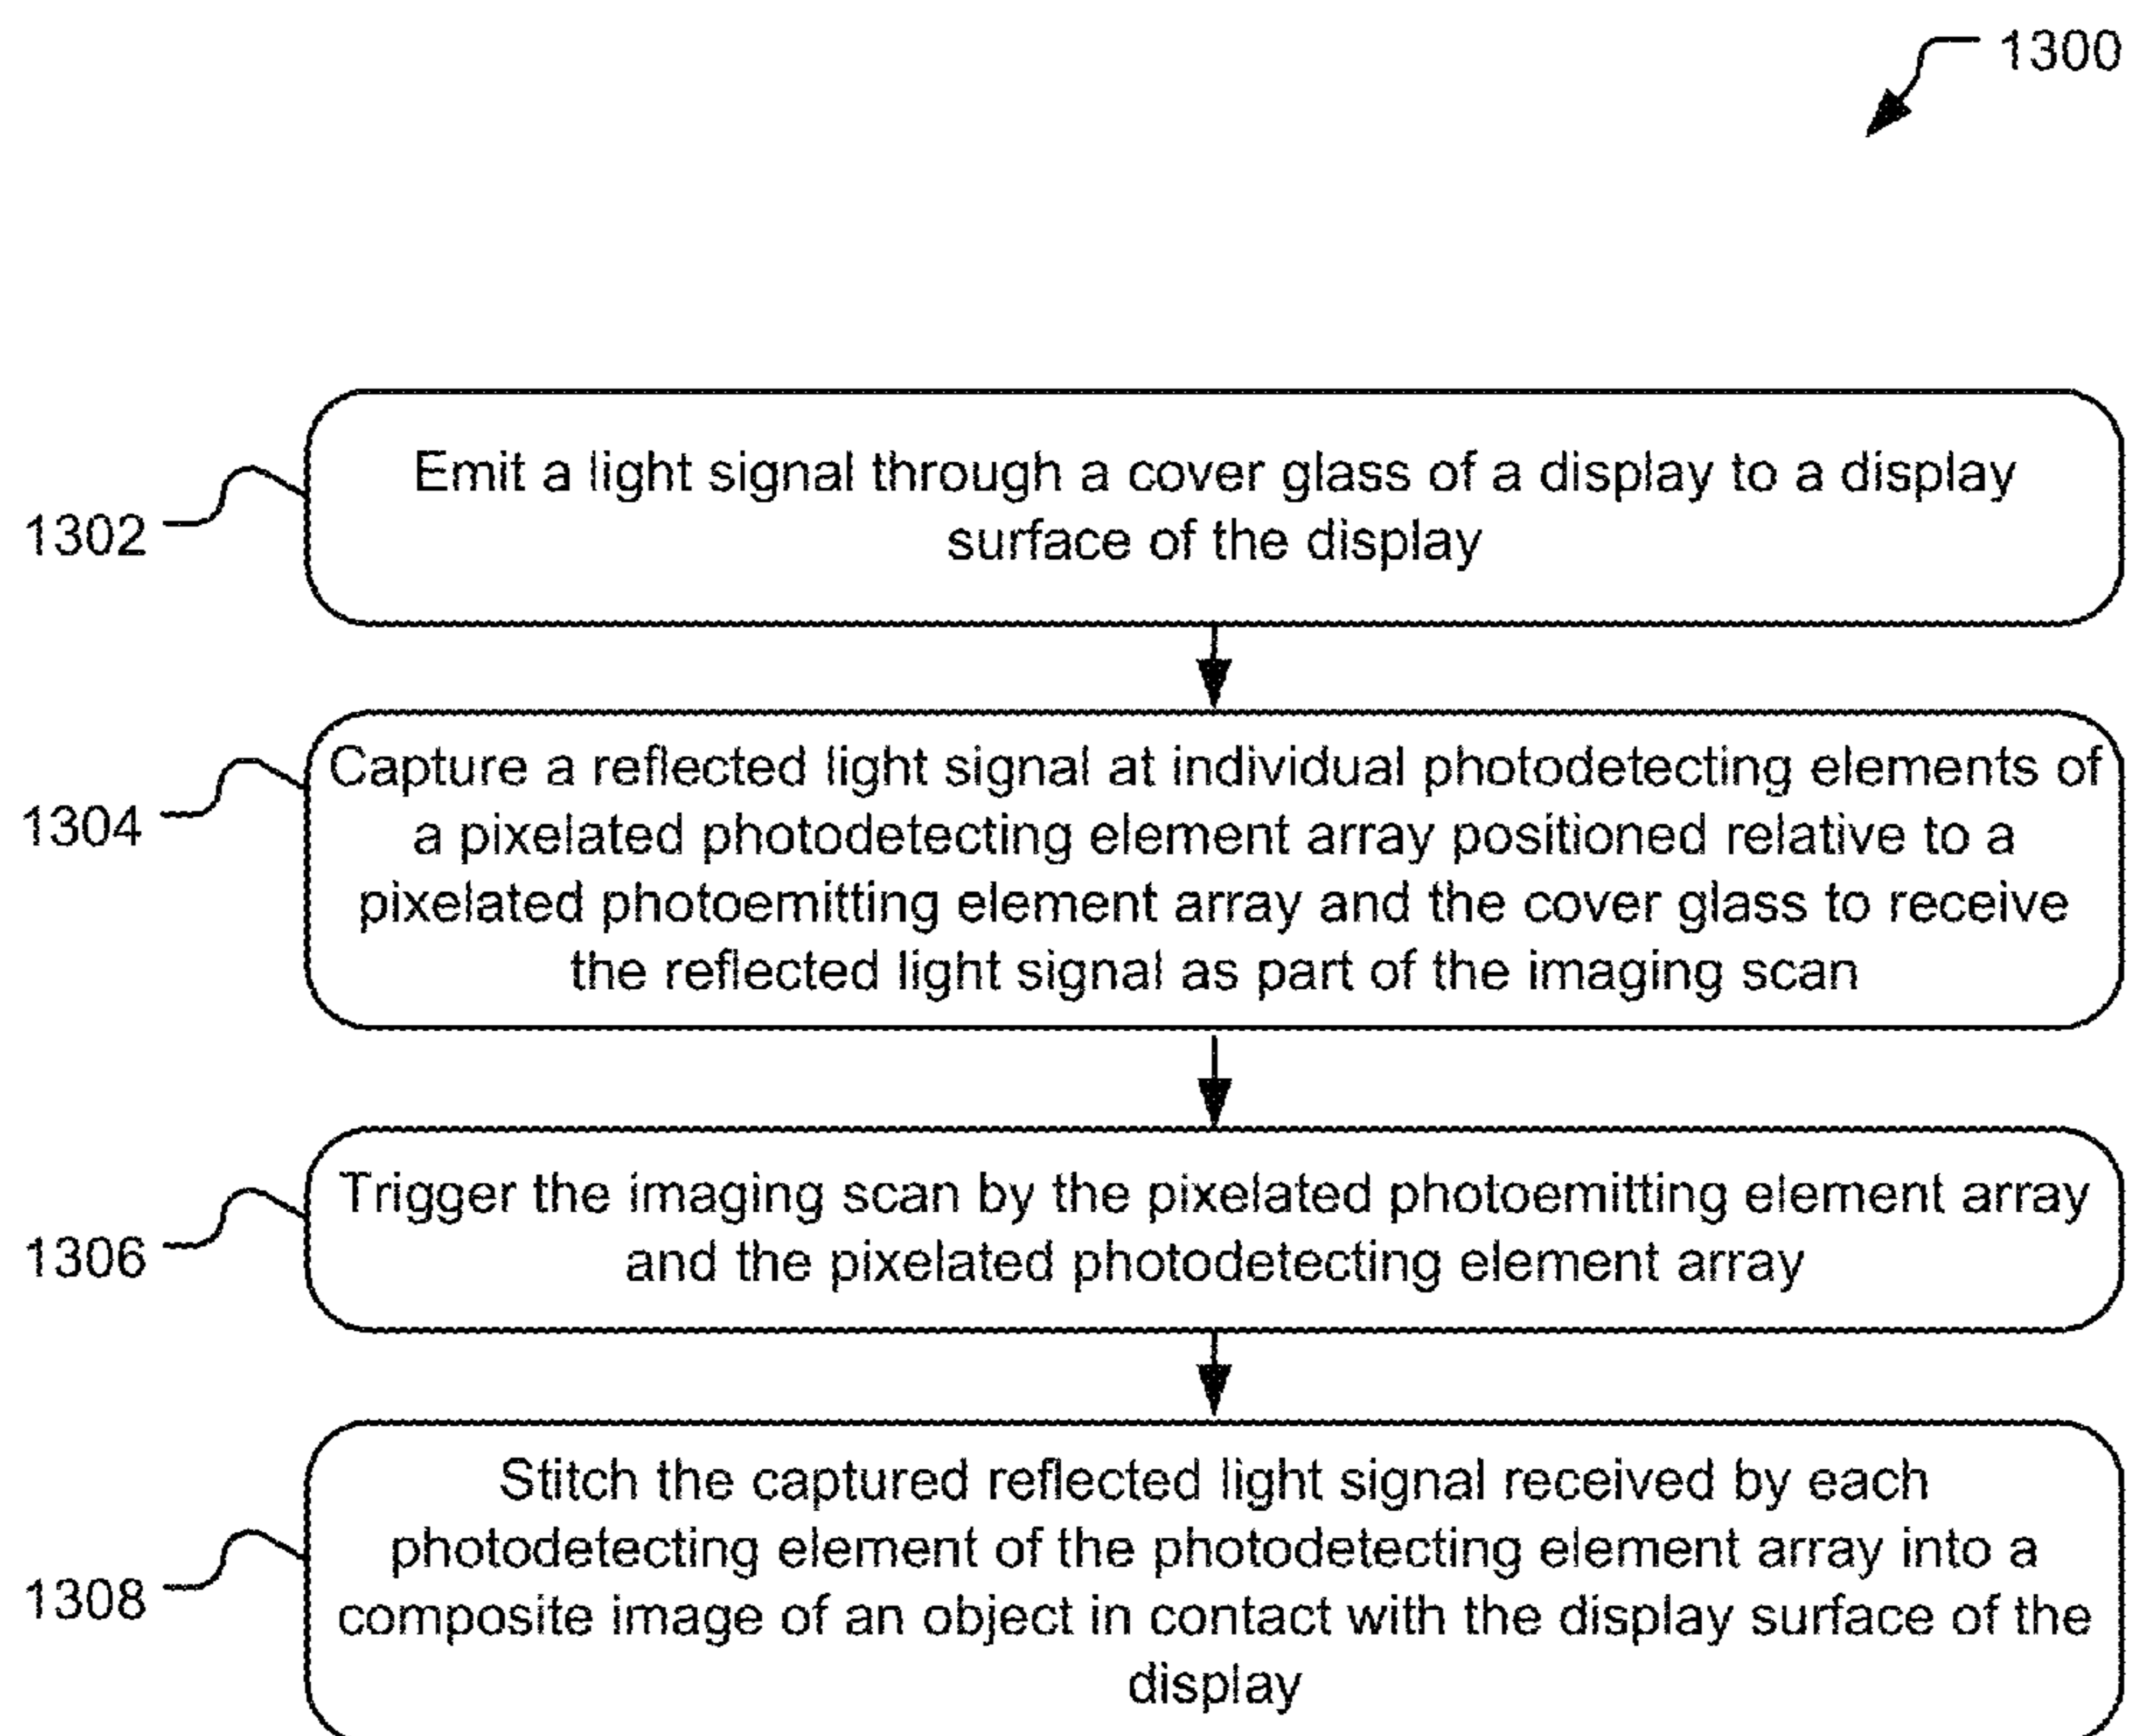 1300
Emit a light signal through a cover glass of a display to a display
surface of the display
1302
Capture a reflected light signal at individual photodetecting elements of
a pixelated photodetecting element array positioned relative to a
pixelated photoemitting element array and the cover glass to receive
the reflected light signal as part of the imaging scan
1304
Trigger the imaging scan by the pixelated photoemitting element array
and the pixelated photodetecting element array
1306
Stitch the captured reflected light signal received by each
photodetecting element of the photodetecting element array into a
composite image of an object in contact with the display surface of the
display
1308